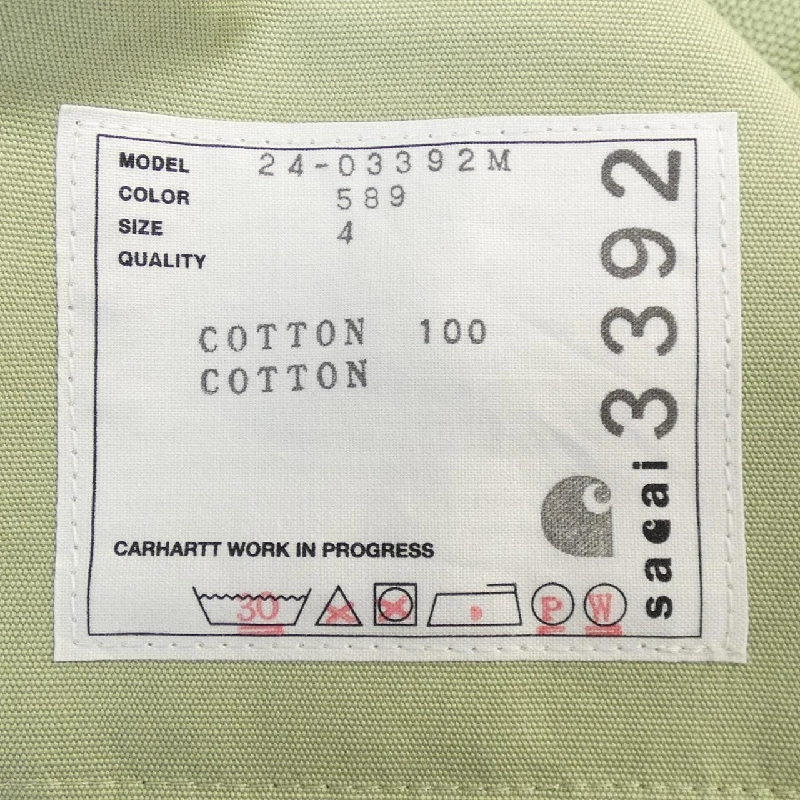 MODEL 24-03392M
COLOR 589
SIZE 4
QUALITY
COTTON 100
COTTON
CARHARTT WORK IN PROGRESS
30 P W
sacai 3392